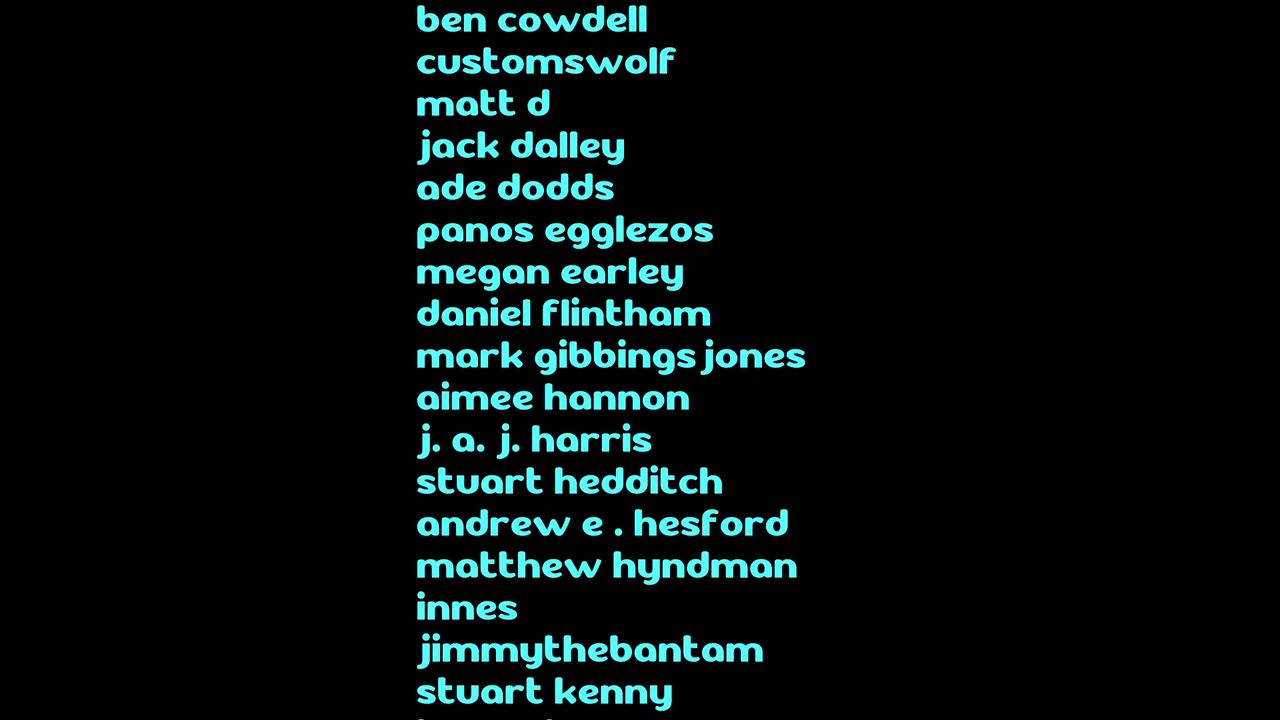 ben cowdell
customswolf
matt d
jack dalley
ade dodds
panos egglezos
megan earley
daniel flintham
mark gibbings jones
aimee hannon
j. a. j. harris
stuart hedditch
andrew e . hesford
matthew hyndman
innes
jimmythebantam
stuart kenny